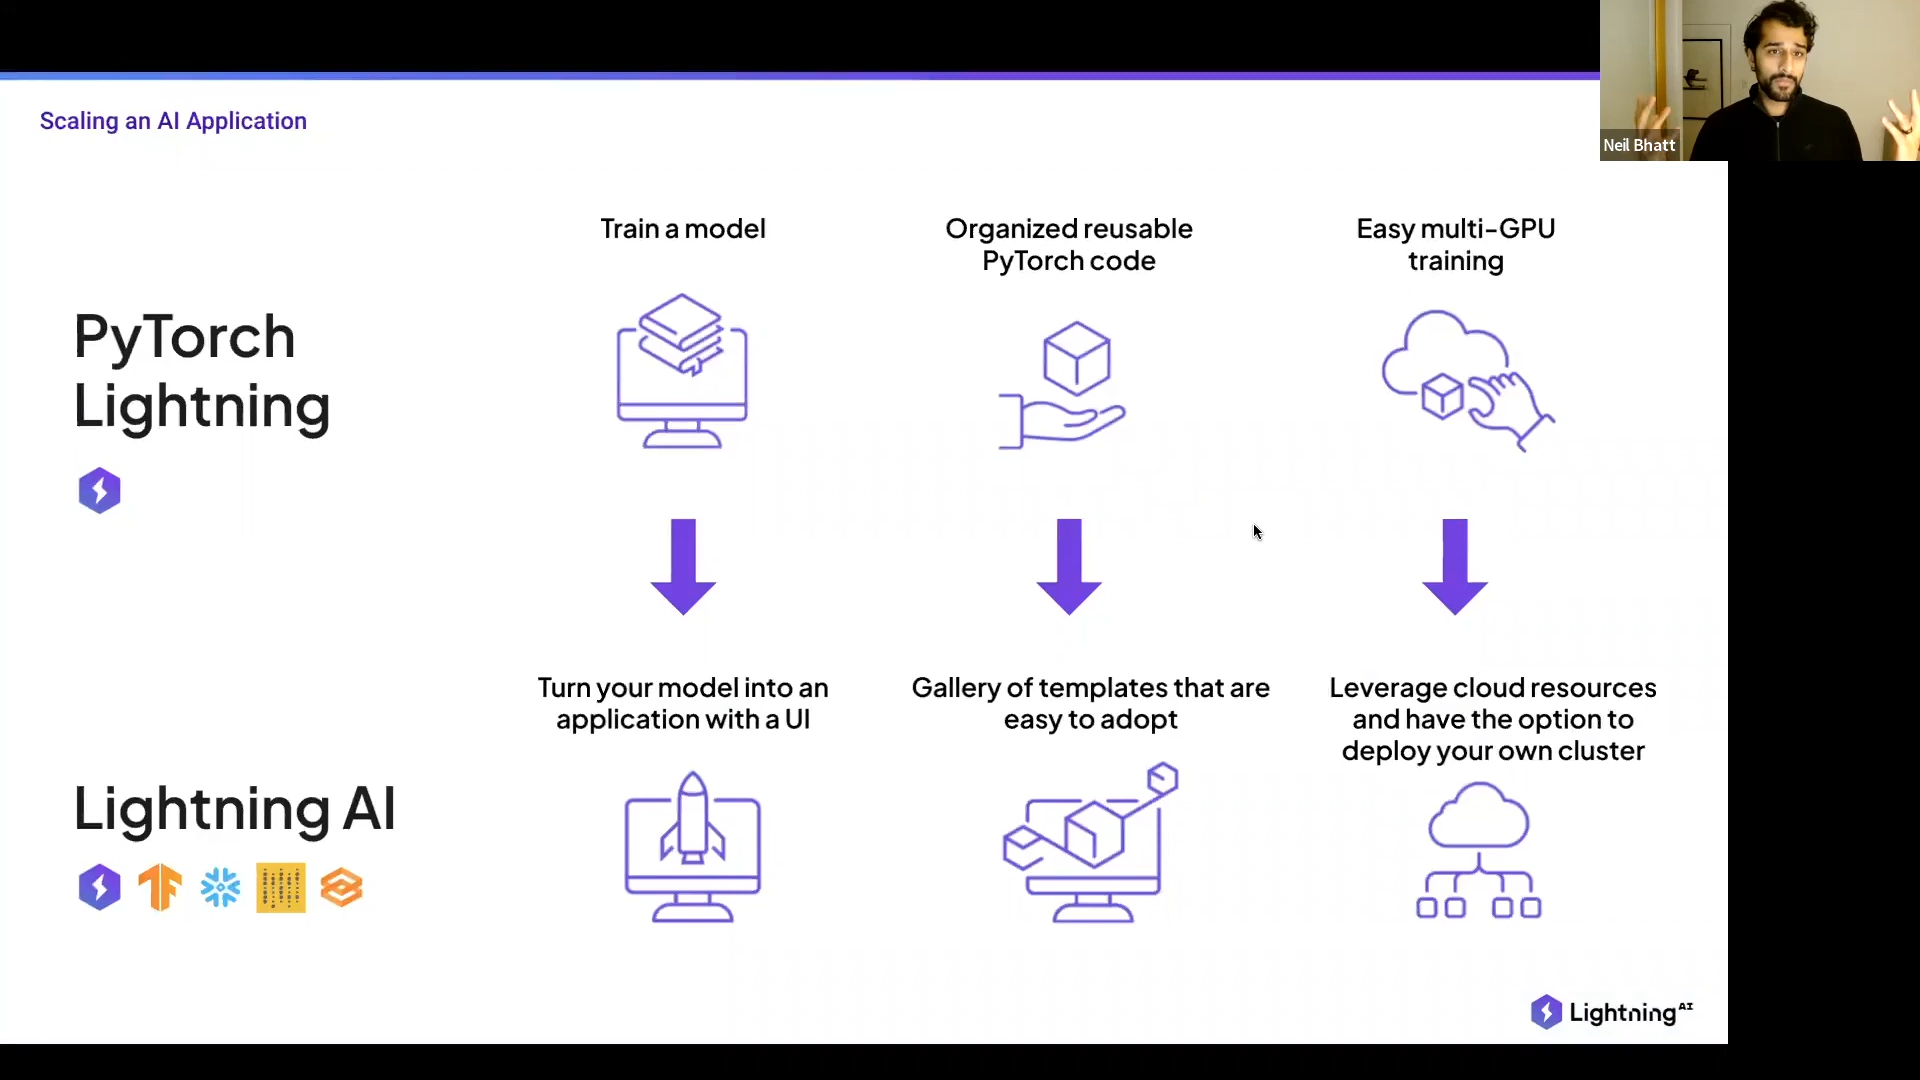 Scaling an AI Application
Neil Bhatt
Train a model
Organized reusable
PyTorch code
Easy multi-GPU
training
PyTorch
Lightning
Turn your model into an
application with a UI
Gallery of templates that are
easy to adopt
Leverage cloud resources
and have the option to
deploy your own cluster
Lightning AI
Lightning AI